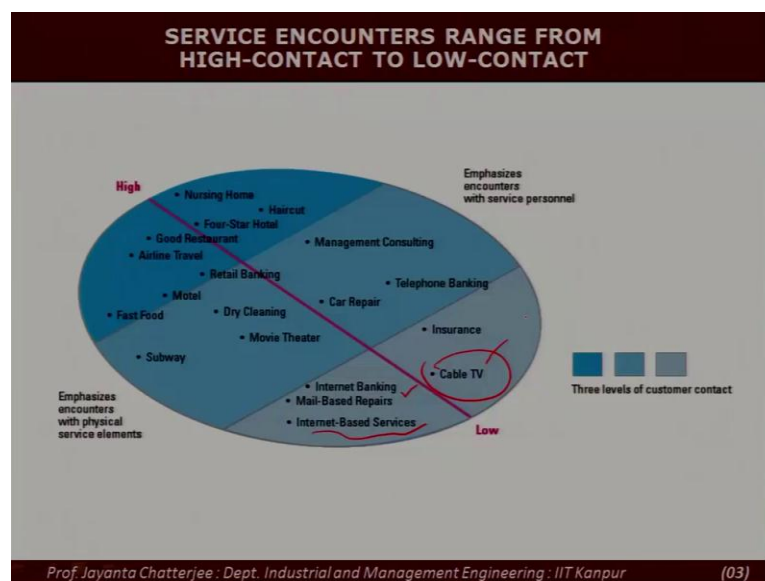 SERVICE ENCOUNTERS RANGE FROM
HIGH-CONTACT TO LOW-CONTACT
Emphasizes
encounters
with service personnel
High
• Nursing Home
• Haircut
• Four-Star Hotel
• Good Restaurant
• Management Consulting
• Airline Travel
• Retail Banking
• Telephone Banking
• Motel
• Car Repair
• Fast Food
• Dry Cleaning
• Insurance
• Movie Theater
• Subway
• Cable TV
• Internet Banking
Three levels of customer contact
Emphasizes
encounters
with physical
service elements
• Mail-Based Repairs
• Internet-Based Services
Low
Prof. Jayanta Chatterjee : Dept. Industrial and Management Engineering : IIT Kanpur (03)